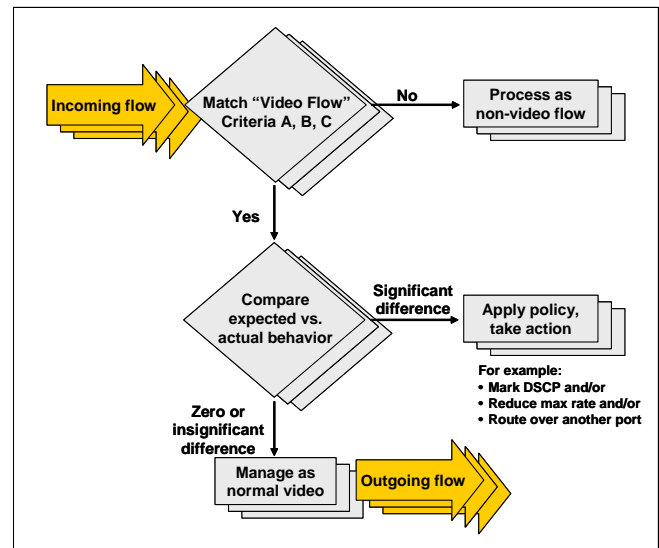 Incoming flow
Match “Video Flow”
Criteria A, B, C
No
Process as
non-video flow
Yes
Compare
expected vs.
actual behavior
Significant
difference
Apply policy,
take action
For example:
• Mark DSCP and/or
• Reduce max rate and/or
• Route over another port
Zero or
insignificant
difference
Manage as
normal video
Outgoing flow